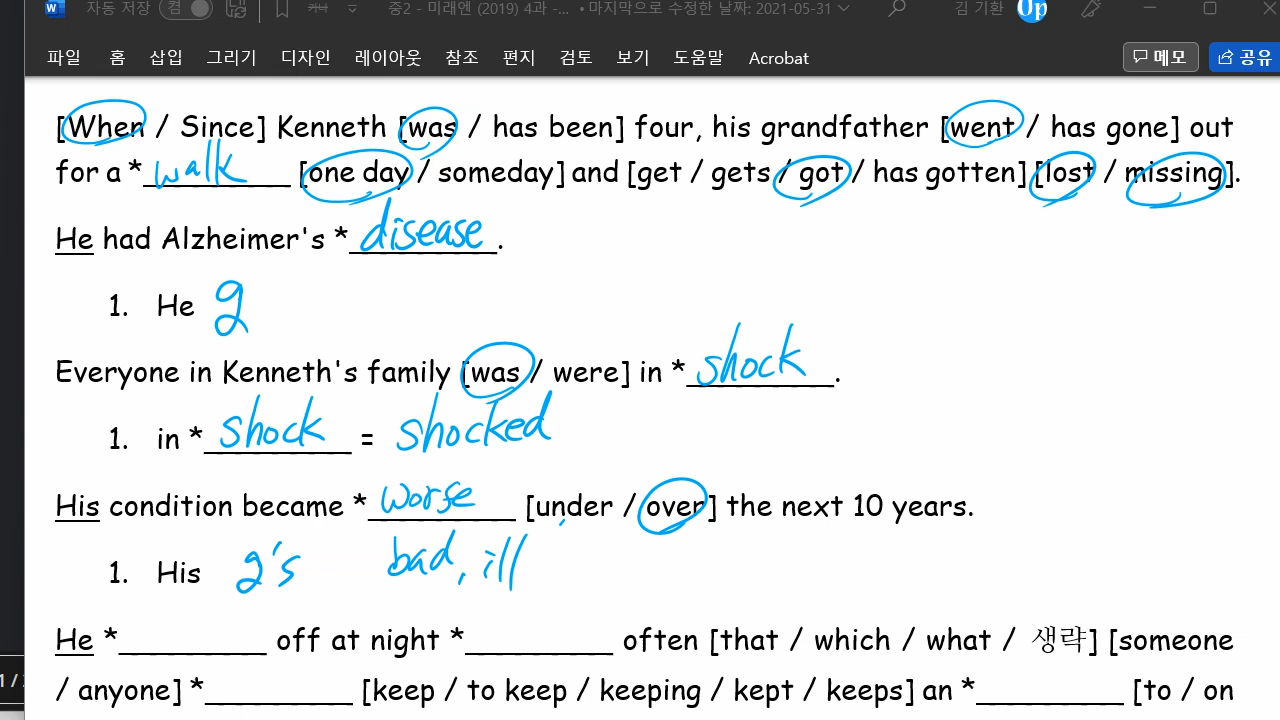 자동 저장 켬 중2 - 미래엔 (2019) 4과 -... • 마지막으로 수정한 날짜: 2021-05-31 김 기환
파일 홈 삽입 그리기 디자인 레이아웃 참조 편지 검토 보기 도움말 Acrobat 메모 공유
[When / Since] Kenneth [was / has been] four, his grandfather [went / has gone] out
for a *walk [one day / someday] and [get / gets / got / has gotten] [lost / missing].
He had Alzheimer's *disease.
1. He g
Everyone in Kenneth's family [was / were] in *shock.
1. in *shock = shocked
His condition became *worse [under / over] the next 10 years.
1. His g's bad, ill
He *__________ off at night *__________ often [that / which / what / 생략] [someone
/ anyone] *__________ [keep / to keep / keeping / kept / keeps] an *__________ [to / on